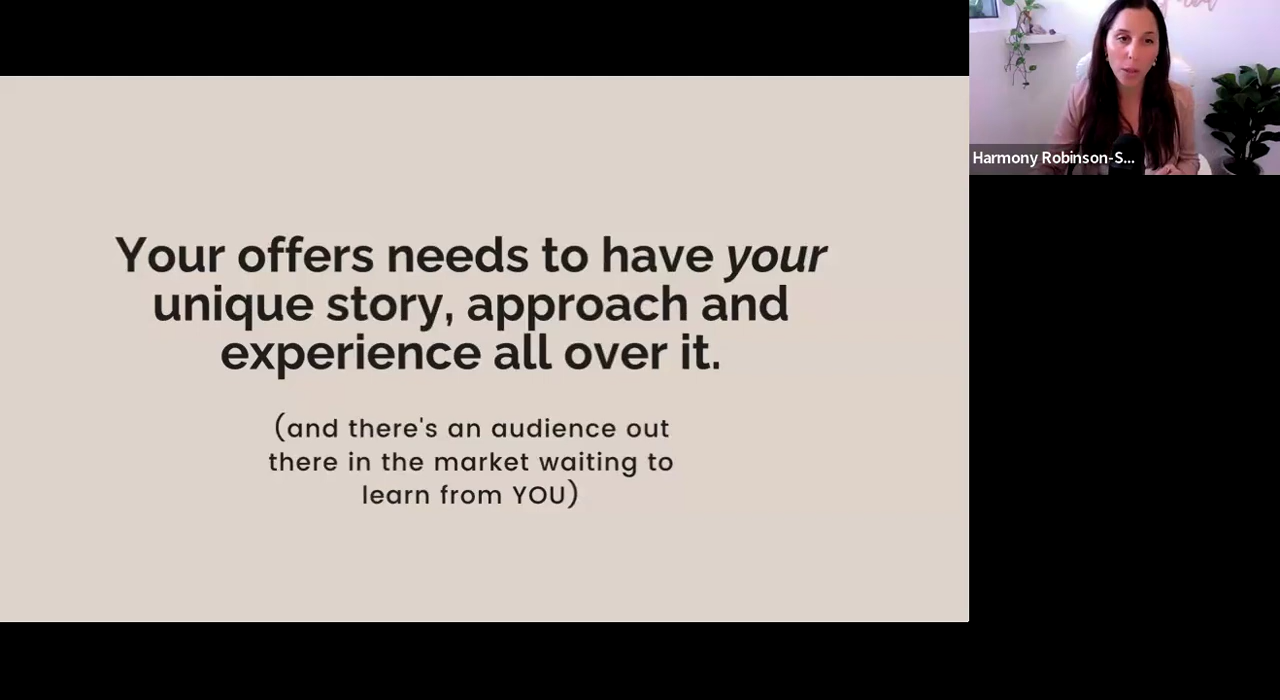 Your offers needs to have your
unique story, approach and
experience all over it.
(and there's an audience out
there in the market waiting to
learn from YOU)
Harmony Robinson-S...